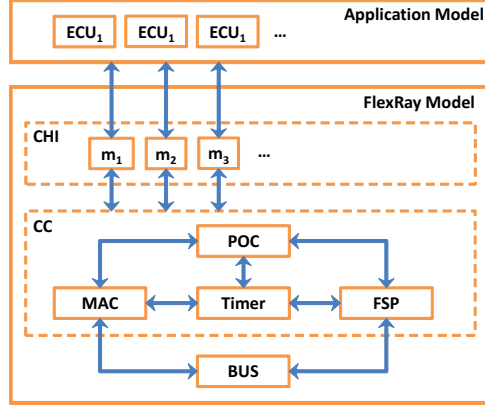 Application Model
ECU1 ECU1 ECU1 ...
FlexRay Model
CHI
m1 m2 m3 ...
CC
POC
MAC Timer FSP
BUS